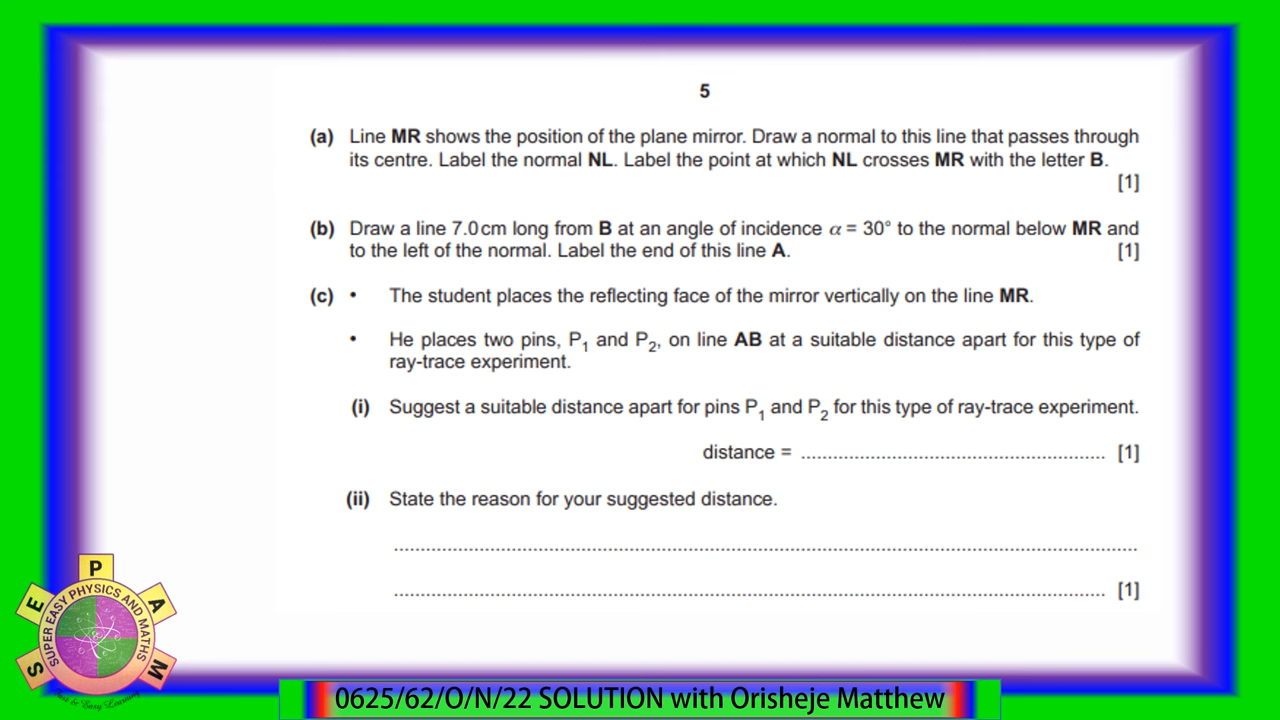 5
(a) Line MR shows the position of the plane mirror. Draw a normal to this line that passes through
its centre. Label the normal NL. Label the point at which NL crosses MR with the letter B.
[1]
(b) Draw a line 7.0 cm long from B at an angle of incidence α = 30° to the normal below MR and
to the left of the normal. Label the end of this line A. [1]
(c) • The student places the reflecting face of the mirror vertically on the line MR.
• He places two pins, P₁ and P₂, on line AB at a suitable distance apart for this type of
ray-trace experiment.
(i) Suggest a suitable distance apart for pins P₁ and P₂ for this type of ray-trace experiment.
distance = ........................................................ [1]
(ii) State the reason for your suggested distance.
..........................................................................................................................................
.................................................................................................................................... [1]
S E P A M
SUPER EASY PHYSICS AND MATHS
Fast & Easy Learning
0625/62/O/N/22 SOLUTION with Orisheje Matthew